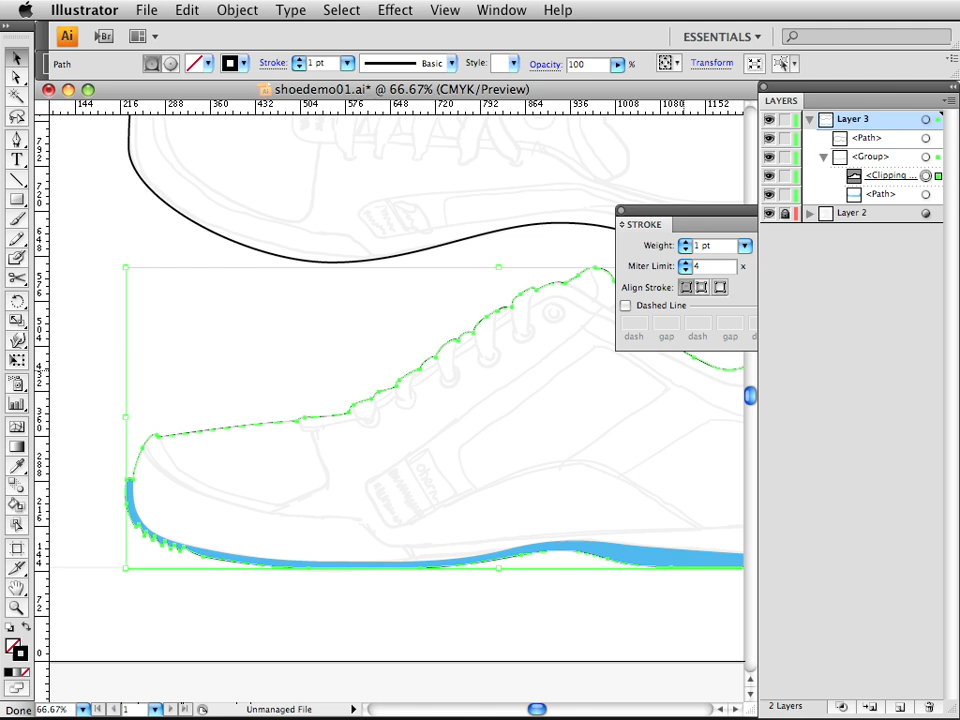 Illustrator File Edit Object Type Select Effect View Window Help
Ai Br ESSENTIALS
Path Stroke: 1 pt Basic Style: Opacity: 100 % Transform
shoedemo01.ai* @ 66.67% (CMYK/Preview)
144 216 288 360 432 504 576 648 720 792 864 936 1008 1080 1152
LAYERS
Layer 3
<Path>
<Group>
<Clipping ...
<Path>
Layer 2
STROKE
Weight: 1 pt
Miter Limit: 4 x
Align Stroke:
Dashed Line
dash gap dash gap
Done 66.67% 1 Unmanaged File
2 Layers